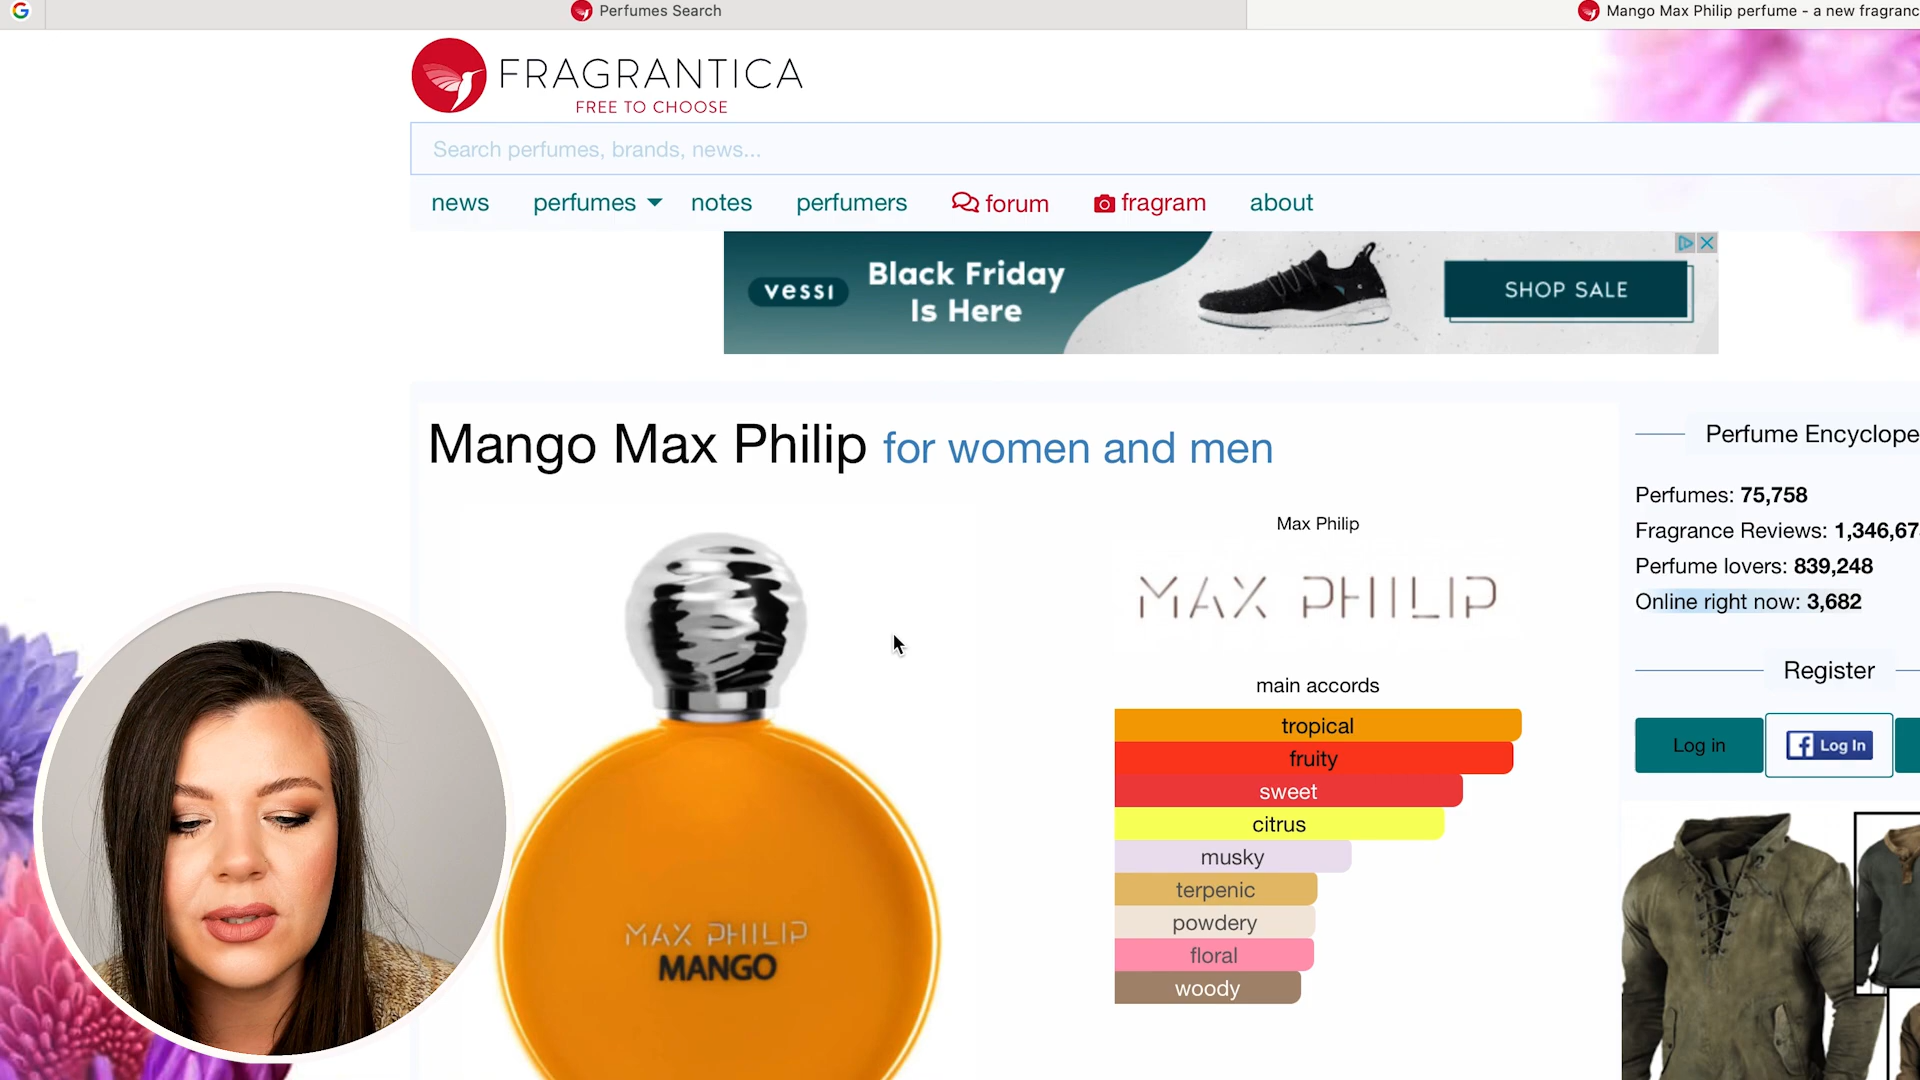 Perfumes Search
Mango Max Philip perfume - a new fragranc
FRAGRANTICA
FREE TO CHOOSE
Search perfumes, brands, news...
news perfumes notes perfumers forum fragram about
vessi
Black Friday
Is Here
SHOP SALE
Mango Max Philip for women and men
Max Philip
MAX PHILIP
main accords
tropical
fruity
sweet
citrus
musky
terpenic
powdery
floral
woody
MAX PHILIP
MANGO
Perfume Encyclope
Perfumes: 75,758
Fragrance Reviews: 1,346,67
Perfume lovers: 839,248
Online right now: 3,682
Register
Log in
Log In